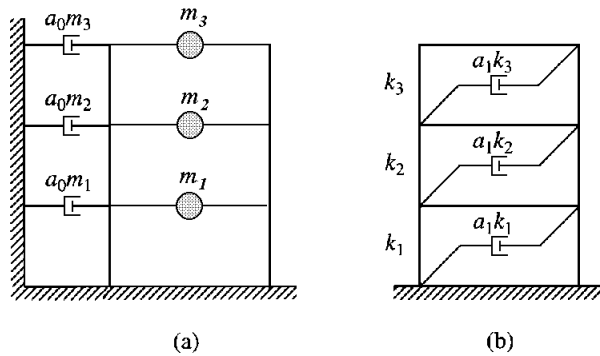 a₀m₃
m₃
a₀m₂
m₂
a₀m₁
m₁
(a)
k₃
a₁k₃
k₂
a₁k₂
k₁
a₁k₁
(b)